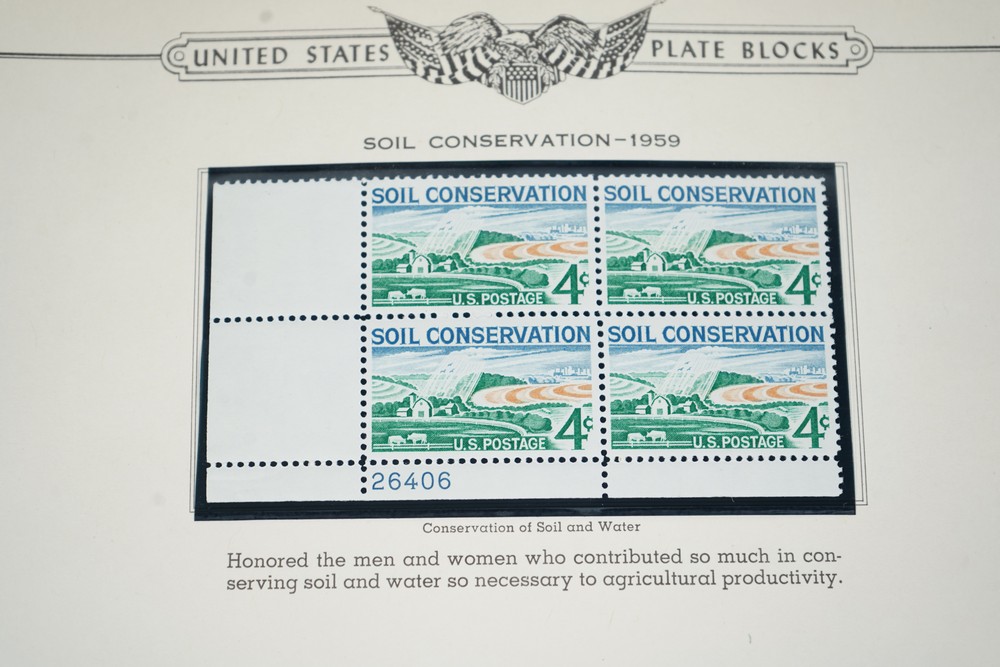 UNITED STATES PLATE BLOCKS
SOIL CONSERVATION-1959
SOIL CONSERVATION
4¢
U.S. POSTAGE
SOIL CONSERVATION
4¢
U.S. POSTAGE
SOIL CONSERVATION
4¢
U.S. POSTAGE
SOIL CONSERVATION
4¢
U.S. POSTAGE
26406
Conservation of Soil and Water
Honored the men and women who contributed so much in con-
serving soil and water so necessary to agricultural productivity.